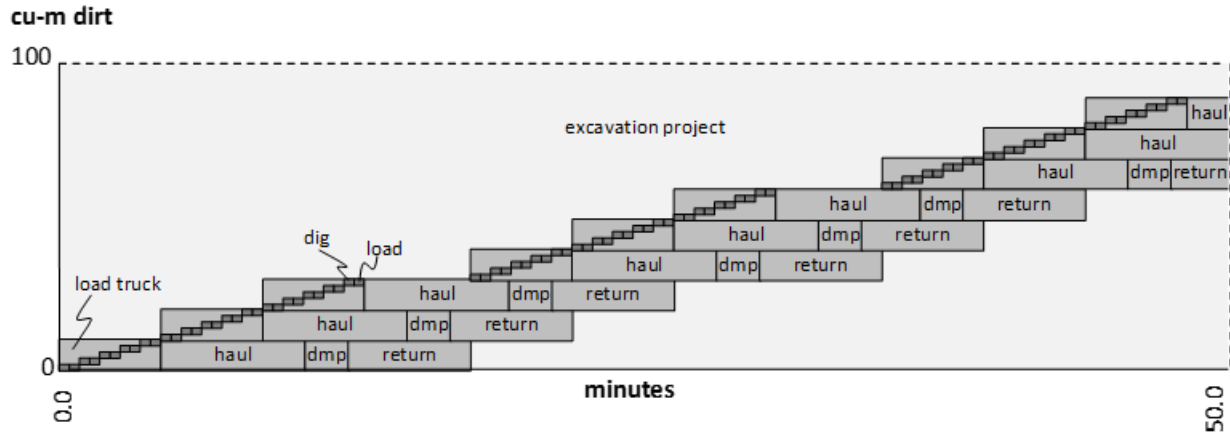 cu-m dirt
100
excavation project
haul
haul
haul dmp return
haul dmp return
dig load
haul dmp return
load truck
haul dmp return
haul dmp return
haul dmp return
haul dmp return
0
minutes
0.0
50.0